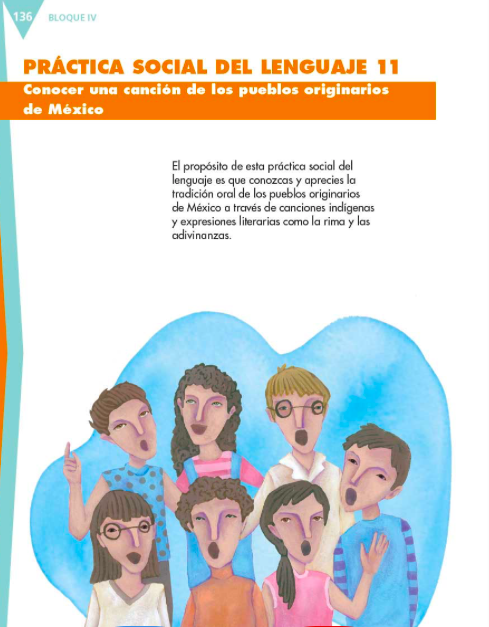 136 BLOQUE IV
PRÁCTICA SOCIAL DEL LENGUAJE 11
Conocer una canción de los pueblos originarios
de México
El propósito de esta práctica social del
lenguaje es que conozcas y aprecies la
tradición oral de los pueblos originarios
de México a través de canciones indígenas
y expresiones literarias como la rima y las
adivinanzas.